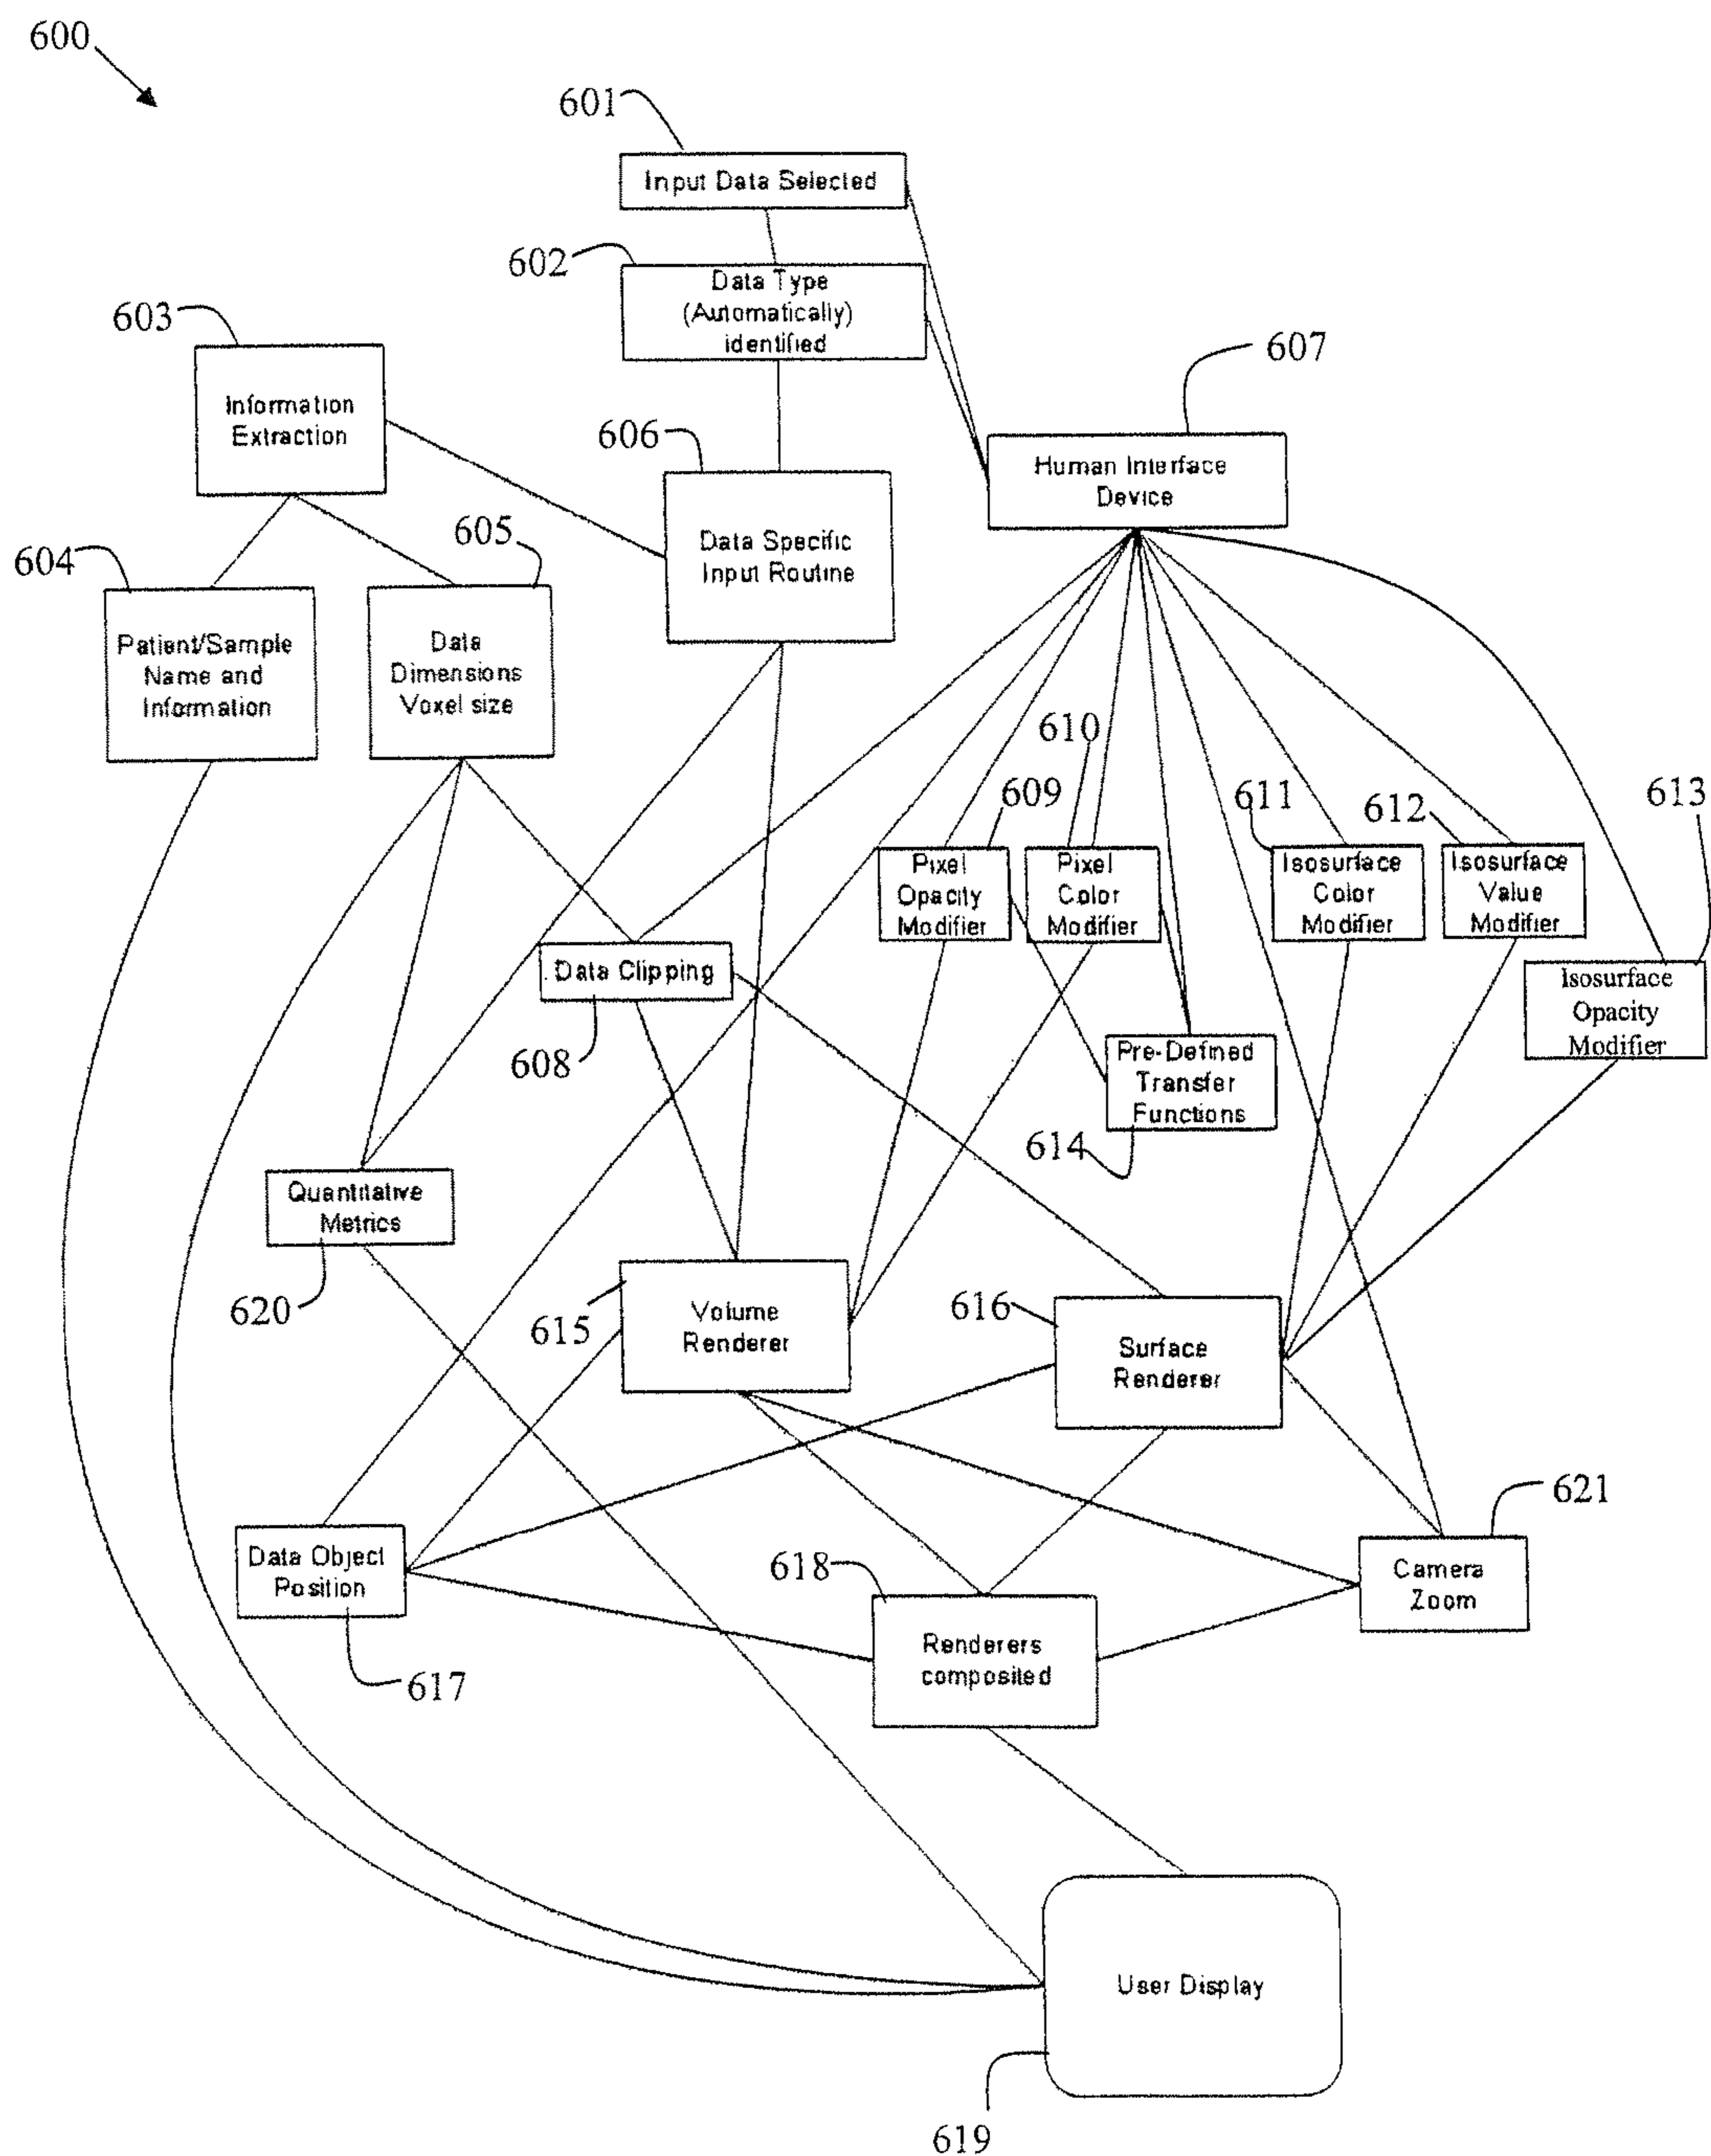 600
601
Input Data Selected
602
Data Type
(Automatically)
identified
603
Information
Extraction
607
Human Interface
Device
606
Data Specific
Input Routine
604
Patient/Sample
Name and
Information
605
Data
Dimensions
Voxel size
610
609
611
612
613
Pixel
Opacity
Modifier
Pixel
Color
Modifier
Isosurface
Color
Modifier
Isosurface
Value
Modifier
Isosurface
Opacity
Modifier
Data Clipping
608
Pre-Defined
Transfer
Functions
614
Quantitative
Metrics
620
615
Volume
Renderer
616
Surface
Renderer
621
Camera
Zoom
Data Object
Position
617
618
Renderers
composited
User Display
619